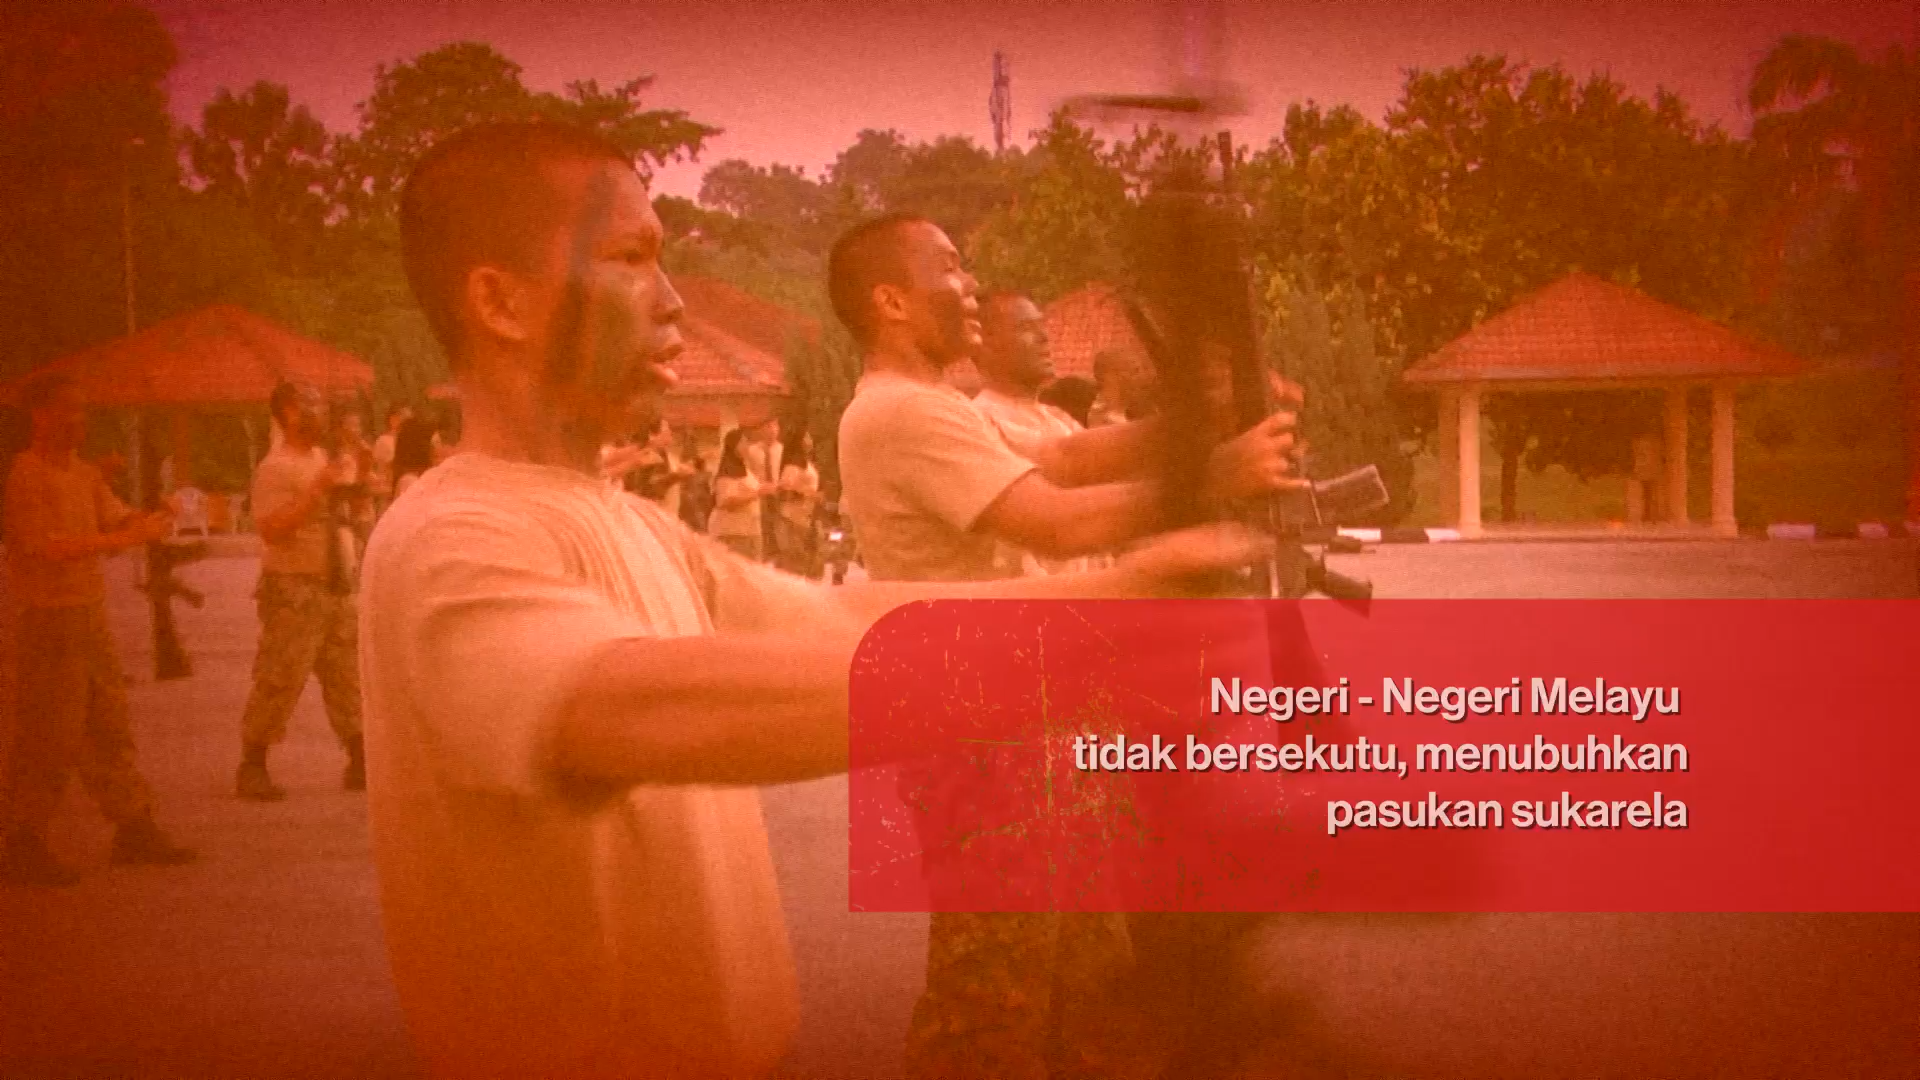 Negeri - Negeri Melayu
tidak bersekutu, menubuhkan
pasukan sukarela